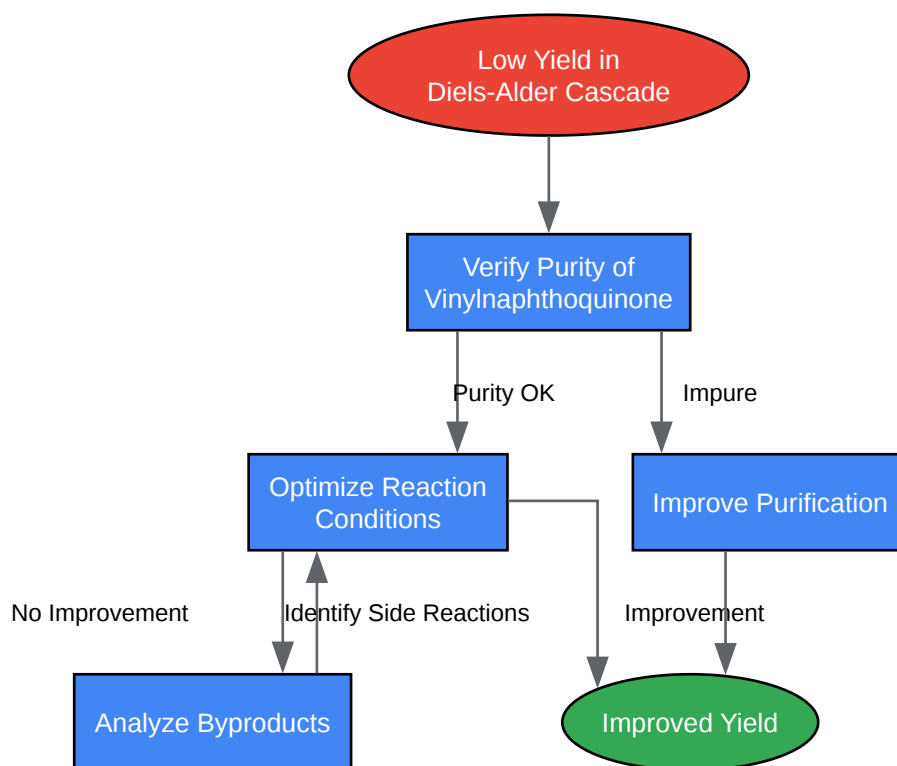 Low Yield in
Diels-Alder Cascade
Verify Purity of
Vinylnaphthoquinone
Purity OK
Impure
Optimize Reaction
Conditions
Improve Purification
No Improvement
Identify Side Reactions
Improvement
Analyze Byproducts
Improved Yield